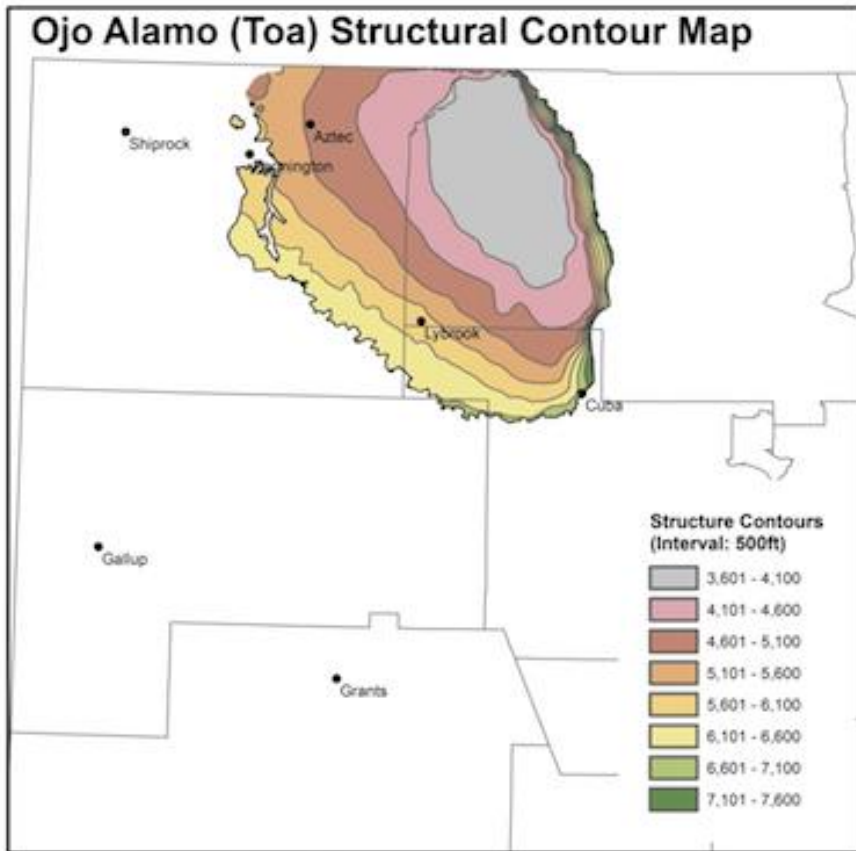 Ojo Alamo (Toa) Structural Contour Map
Shiprock
Aztec
Farmington
Lybrook
Cuba
Gallup
Grants
Structure Contours
(Interval: 500ft)
3,601 - 4,100
4,101 - 4,600
4,601 - 5,100
5,101 - 5,600
5,601 - 6,100
6,101 - 6,600
6,601 - 7,100
7,101 - 7,600